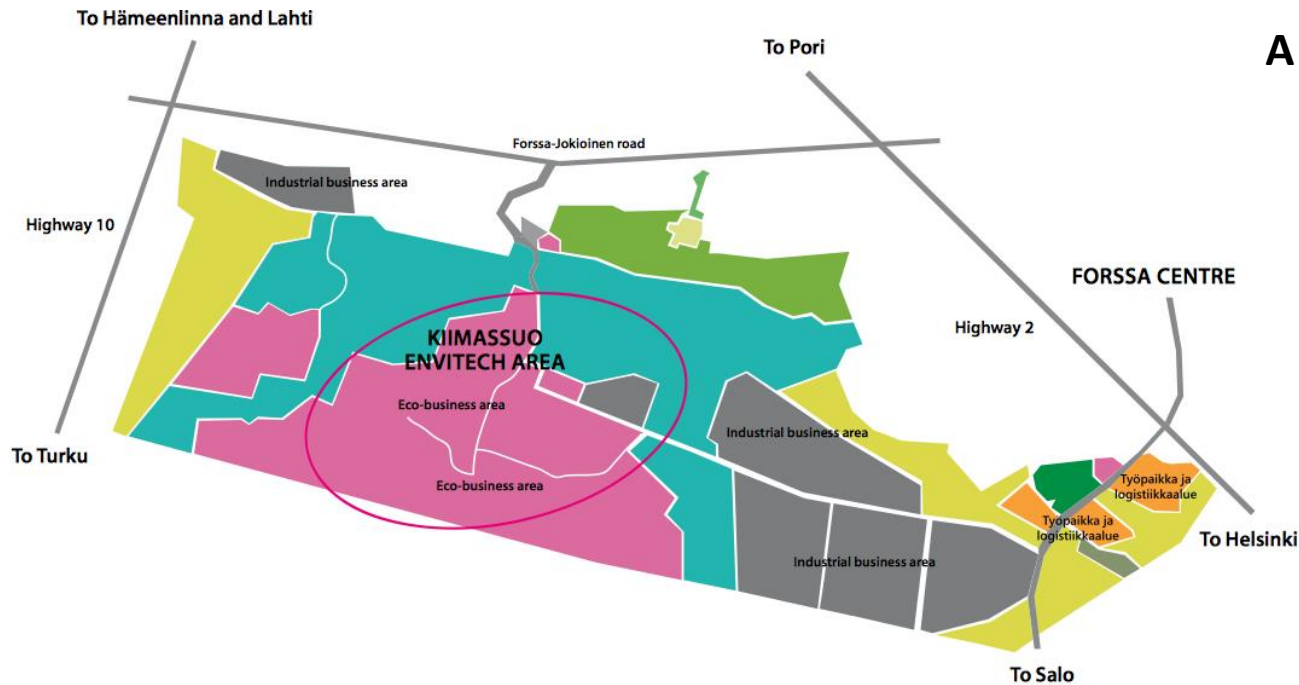 To Hämeenlinna and Lahti
To Pori
A
Forssa-Jokioinen road
Industrial business area
Highway 10
FORSSA CENTRE
Highway 2
KIIMASSUO
ENVITECH AREA
Eco-business area
Industrial business area
To Turku
Eco-business area
Työpaikka ja
logistiikkaalue
Työpaikka ja
logistiikkaalue
To Helsinki
Industrial business area
To Salo